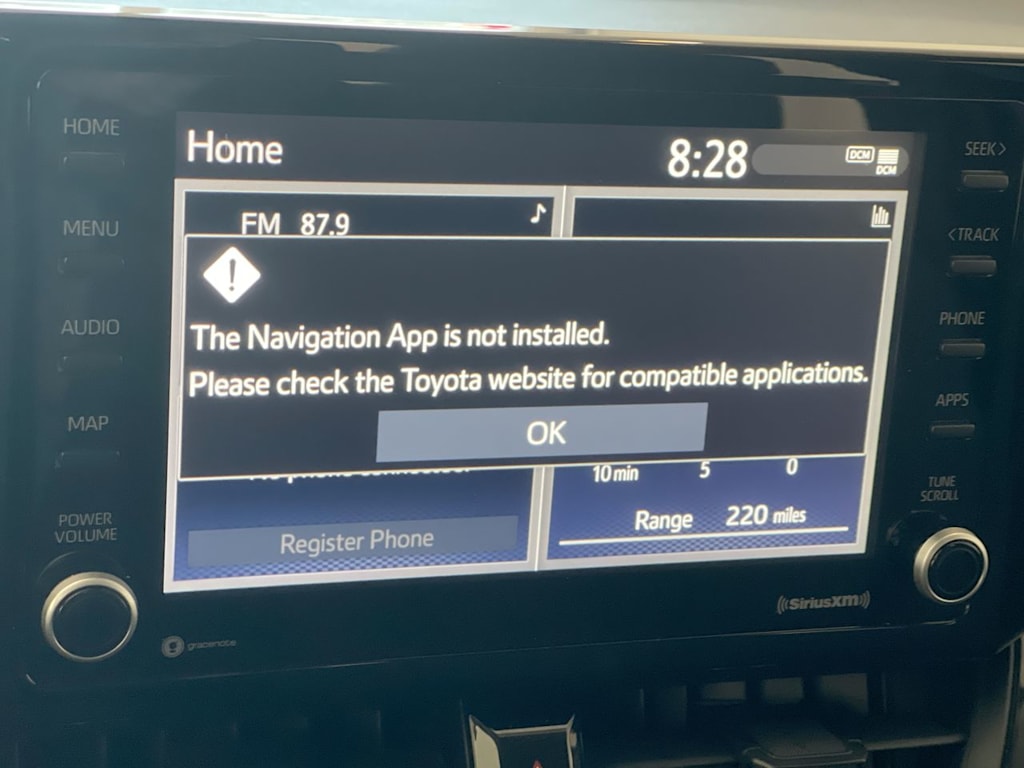 HOME
MENU
AUDIO
MAP
POWER
VOLUME
Home
8:28
DCM
DCM
FM 87.9
The Navigation App is not installed.
Please check the Toyota website for compatible applications.
OK
10 min 5 0
Range 220 miles
Register Phone
SEEK>
<TRACK
PHONE
APPS
TUNE
SCROLL
((SiriusXM))
gracenote